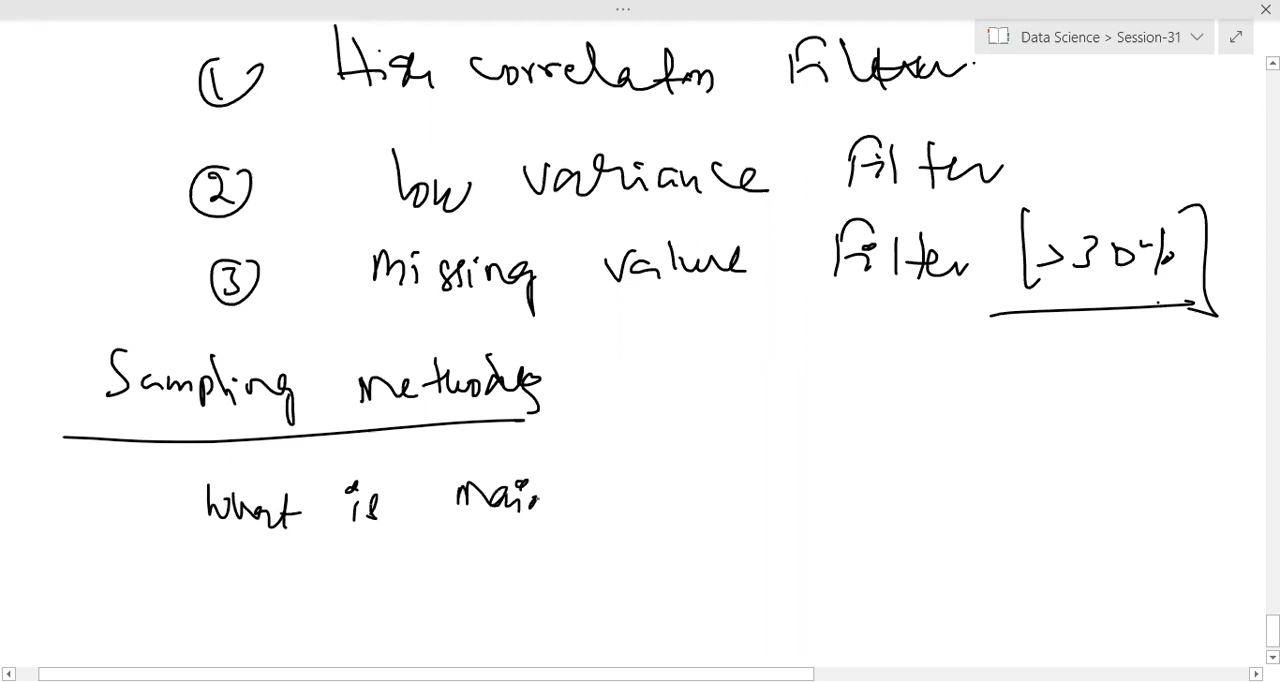 Data Science > Session-31
① High correlation Filter
② low variance Filter
③ missing value Filter [>30%]
Sampling methods
What is mai